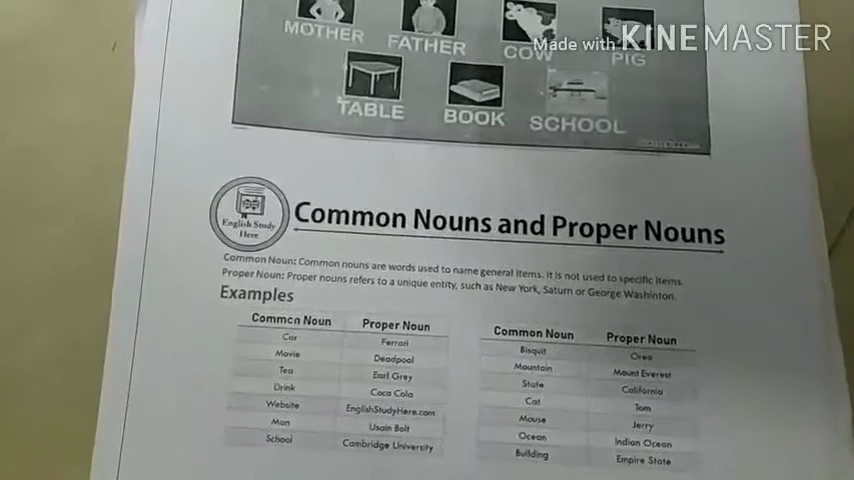 Made with KINEMASTER
MOTHER FATHER COW PIG
TABLE BOOK SCHOOL
English Study
Here
Common Nouns and Proper Nouns
Common Noun: Common nouns are words used to name general items. It is not used to specific items.
Proper Noun: Proper nouns refers to a unique entity, such as New York, Saturn or George Washinton.
Examples
Common Noun Proper Noun
Car Ferrari
Movie Deadpool
Tea Earl Grey
Drink Coca Cola
Website EnglishStudyHere.com
Man Usain Bolt
School Cambridge University
Common Noun Proper Noun
Bisquit Oreo
Mountain Mount Everest
State California
Cat Tom
Mouse Jerry
Ocean Indian Ocean
Building Empire State